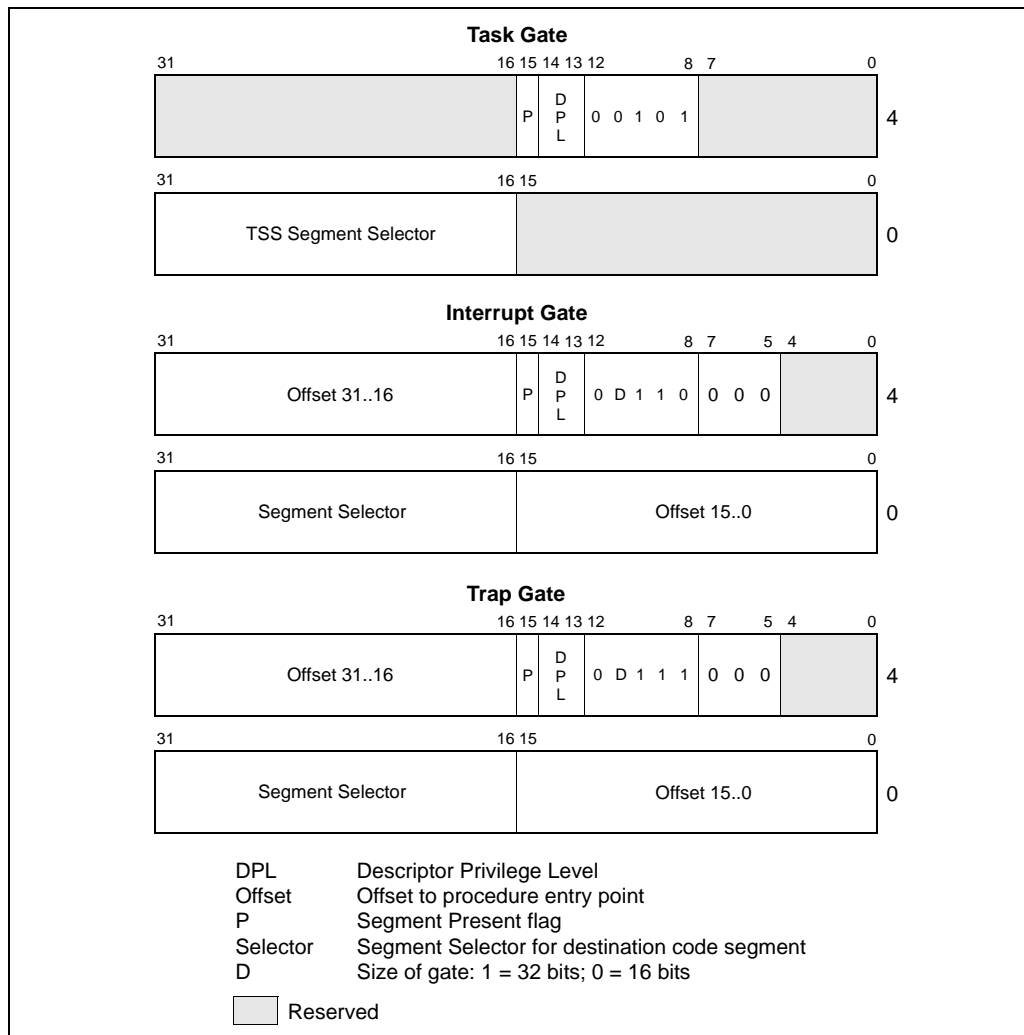 Task Gate
31 16 15 14 13 12 8 7 0
P D P L 0 0 1 0 1 4
31 16 15 0
TSS Segment Selector 0
Interrupt Gate
31 16 15 14 13 12 8 7 5 4 0
Offset 31..16 P D P L 0 D 1 1 0 0 0 0 4
31 16 15 0
Segment Selector Offset 15..0 0
Trap Gate
31 16 15 14 13 12 8 7 5 4 0
Offset 31..16 P D P L 0 D 1 1 1 0 0 0 4
31 16 15 0
Segment Selector Offset 15..0 0
DPL Descriptor Privilege Level
Offset Offset to procedure entry point
P Segment Present flag
Selector Segment Selector for destination code segment
D Size of gate: 1 = 32 bits; 0 = 16 bits
Reserved